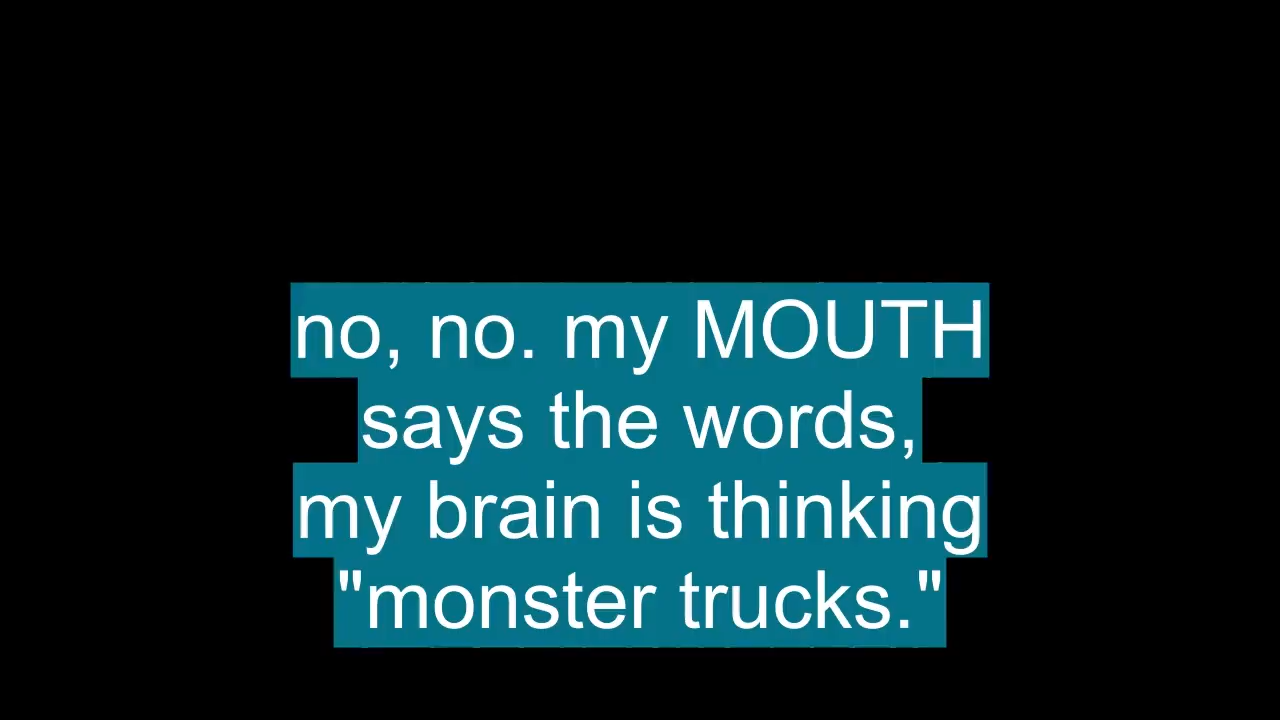 no, no. my MOUTH
says the words,
my brain is thinking
"monster trucks."